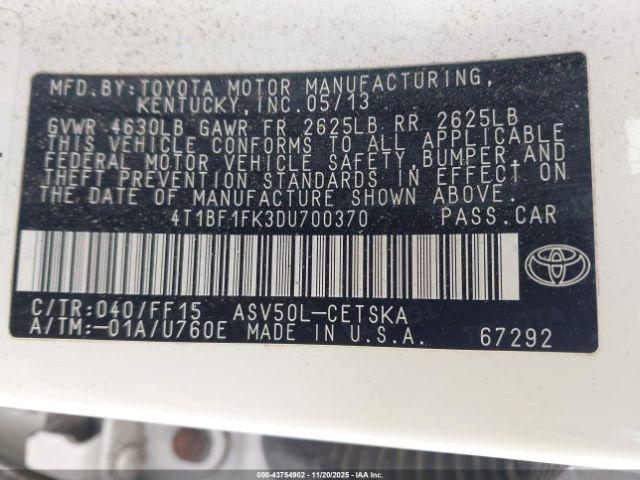 MFD.BY:TOYOTA MOTOR MANUFACTURING,
KENTUCKY,INC.05/13
GVWR 4630LB GAWR FR 2625LB RR 2625LB
THIS VEHICLE CONFORMS TO ALL APPLICABLE
FEDERAL MOTOR VEHICLE SAFETY,BUMPER,AND
THEFT PREVENTION STANDARDS IN EFFECT ON
THE DATE OF MANUFACTURE SHOWN ABOVE.
4T1BF1FK3DU700370 PASS.CAR
C/TR:040/FF15 ASV50L-CETSKA
A/TM:-01A/U760E MADE IN U.S.A. 67292
000-43754902 - 11/20/2025 - Copyright IAA